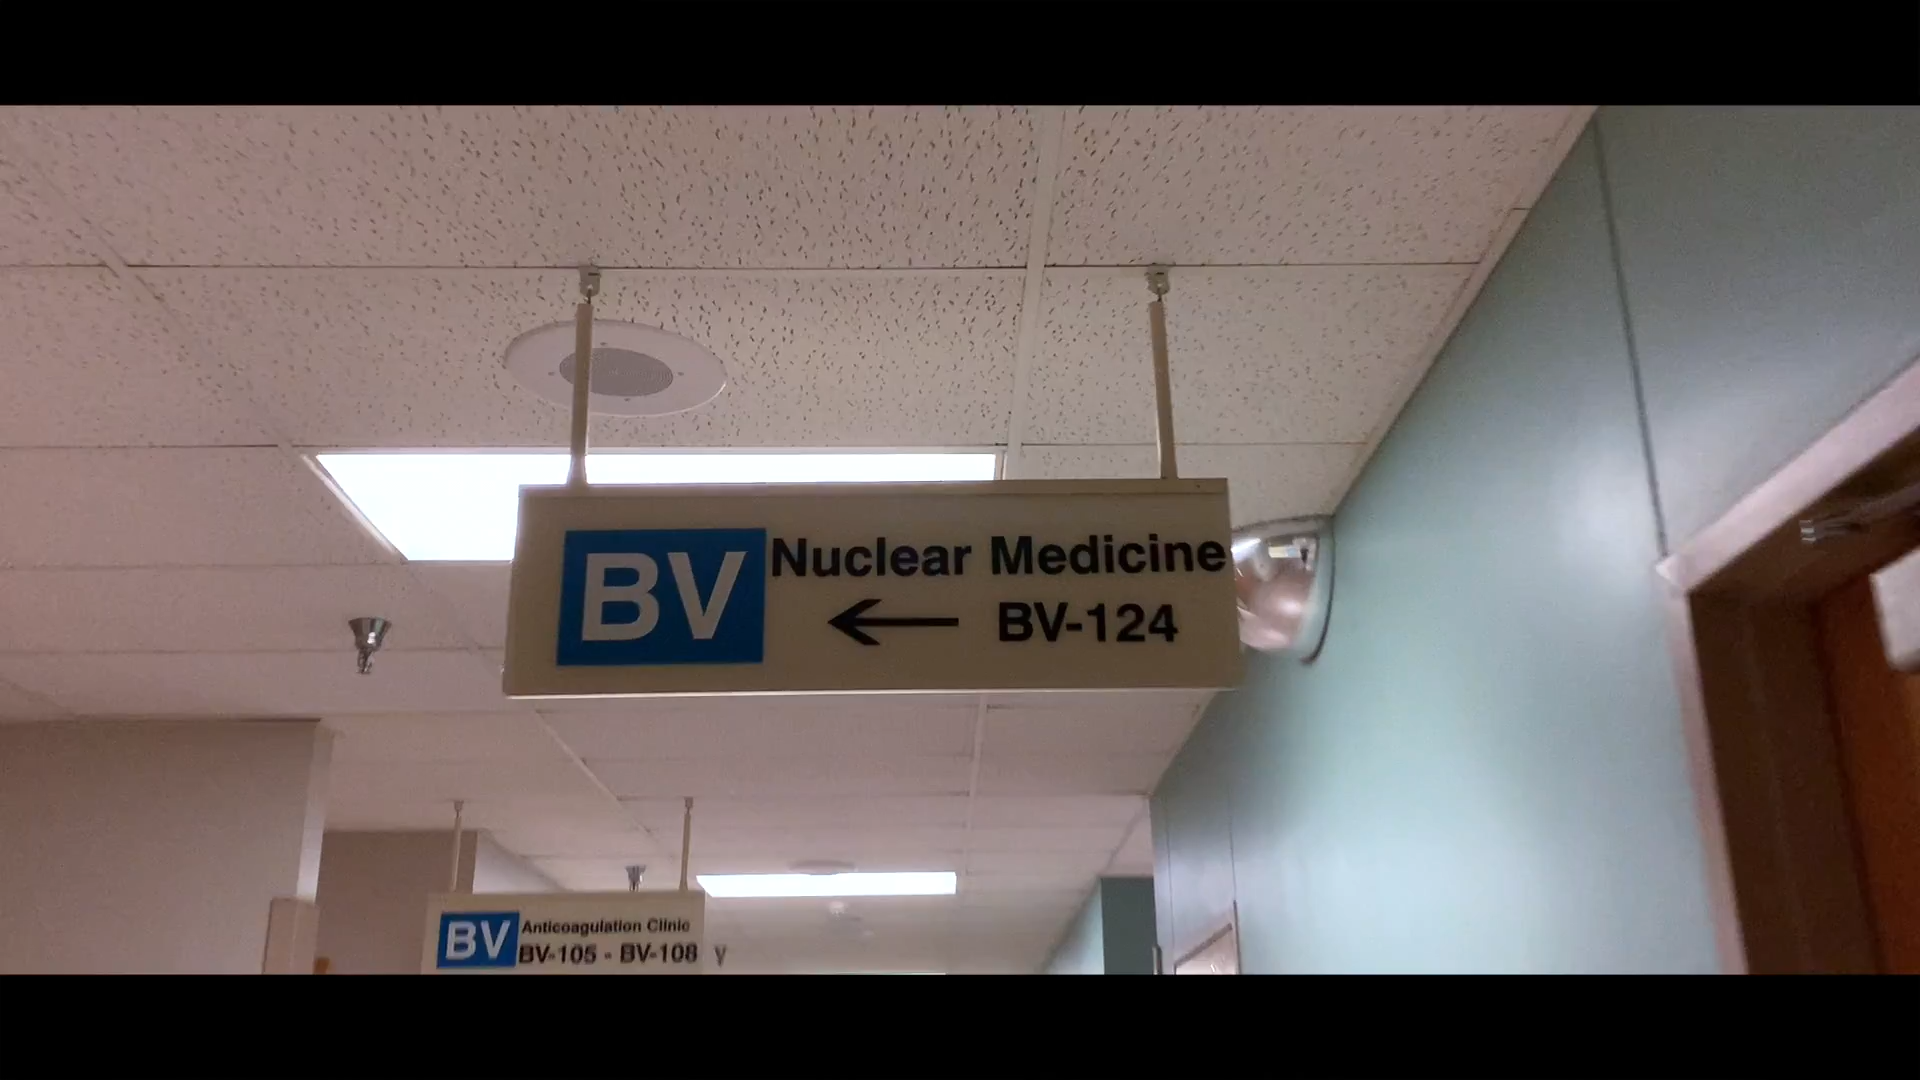 BV
Nuclear Medicine
← BV-124
BV
Anticoagulation Clinic
BV-105 - BV-108